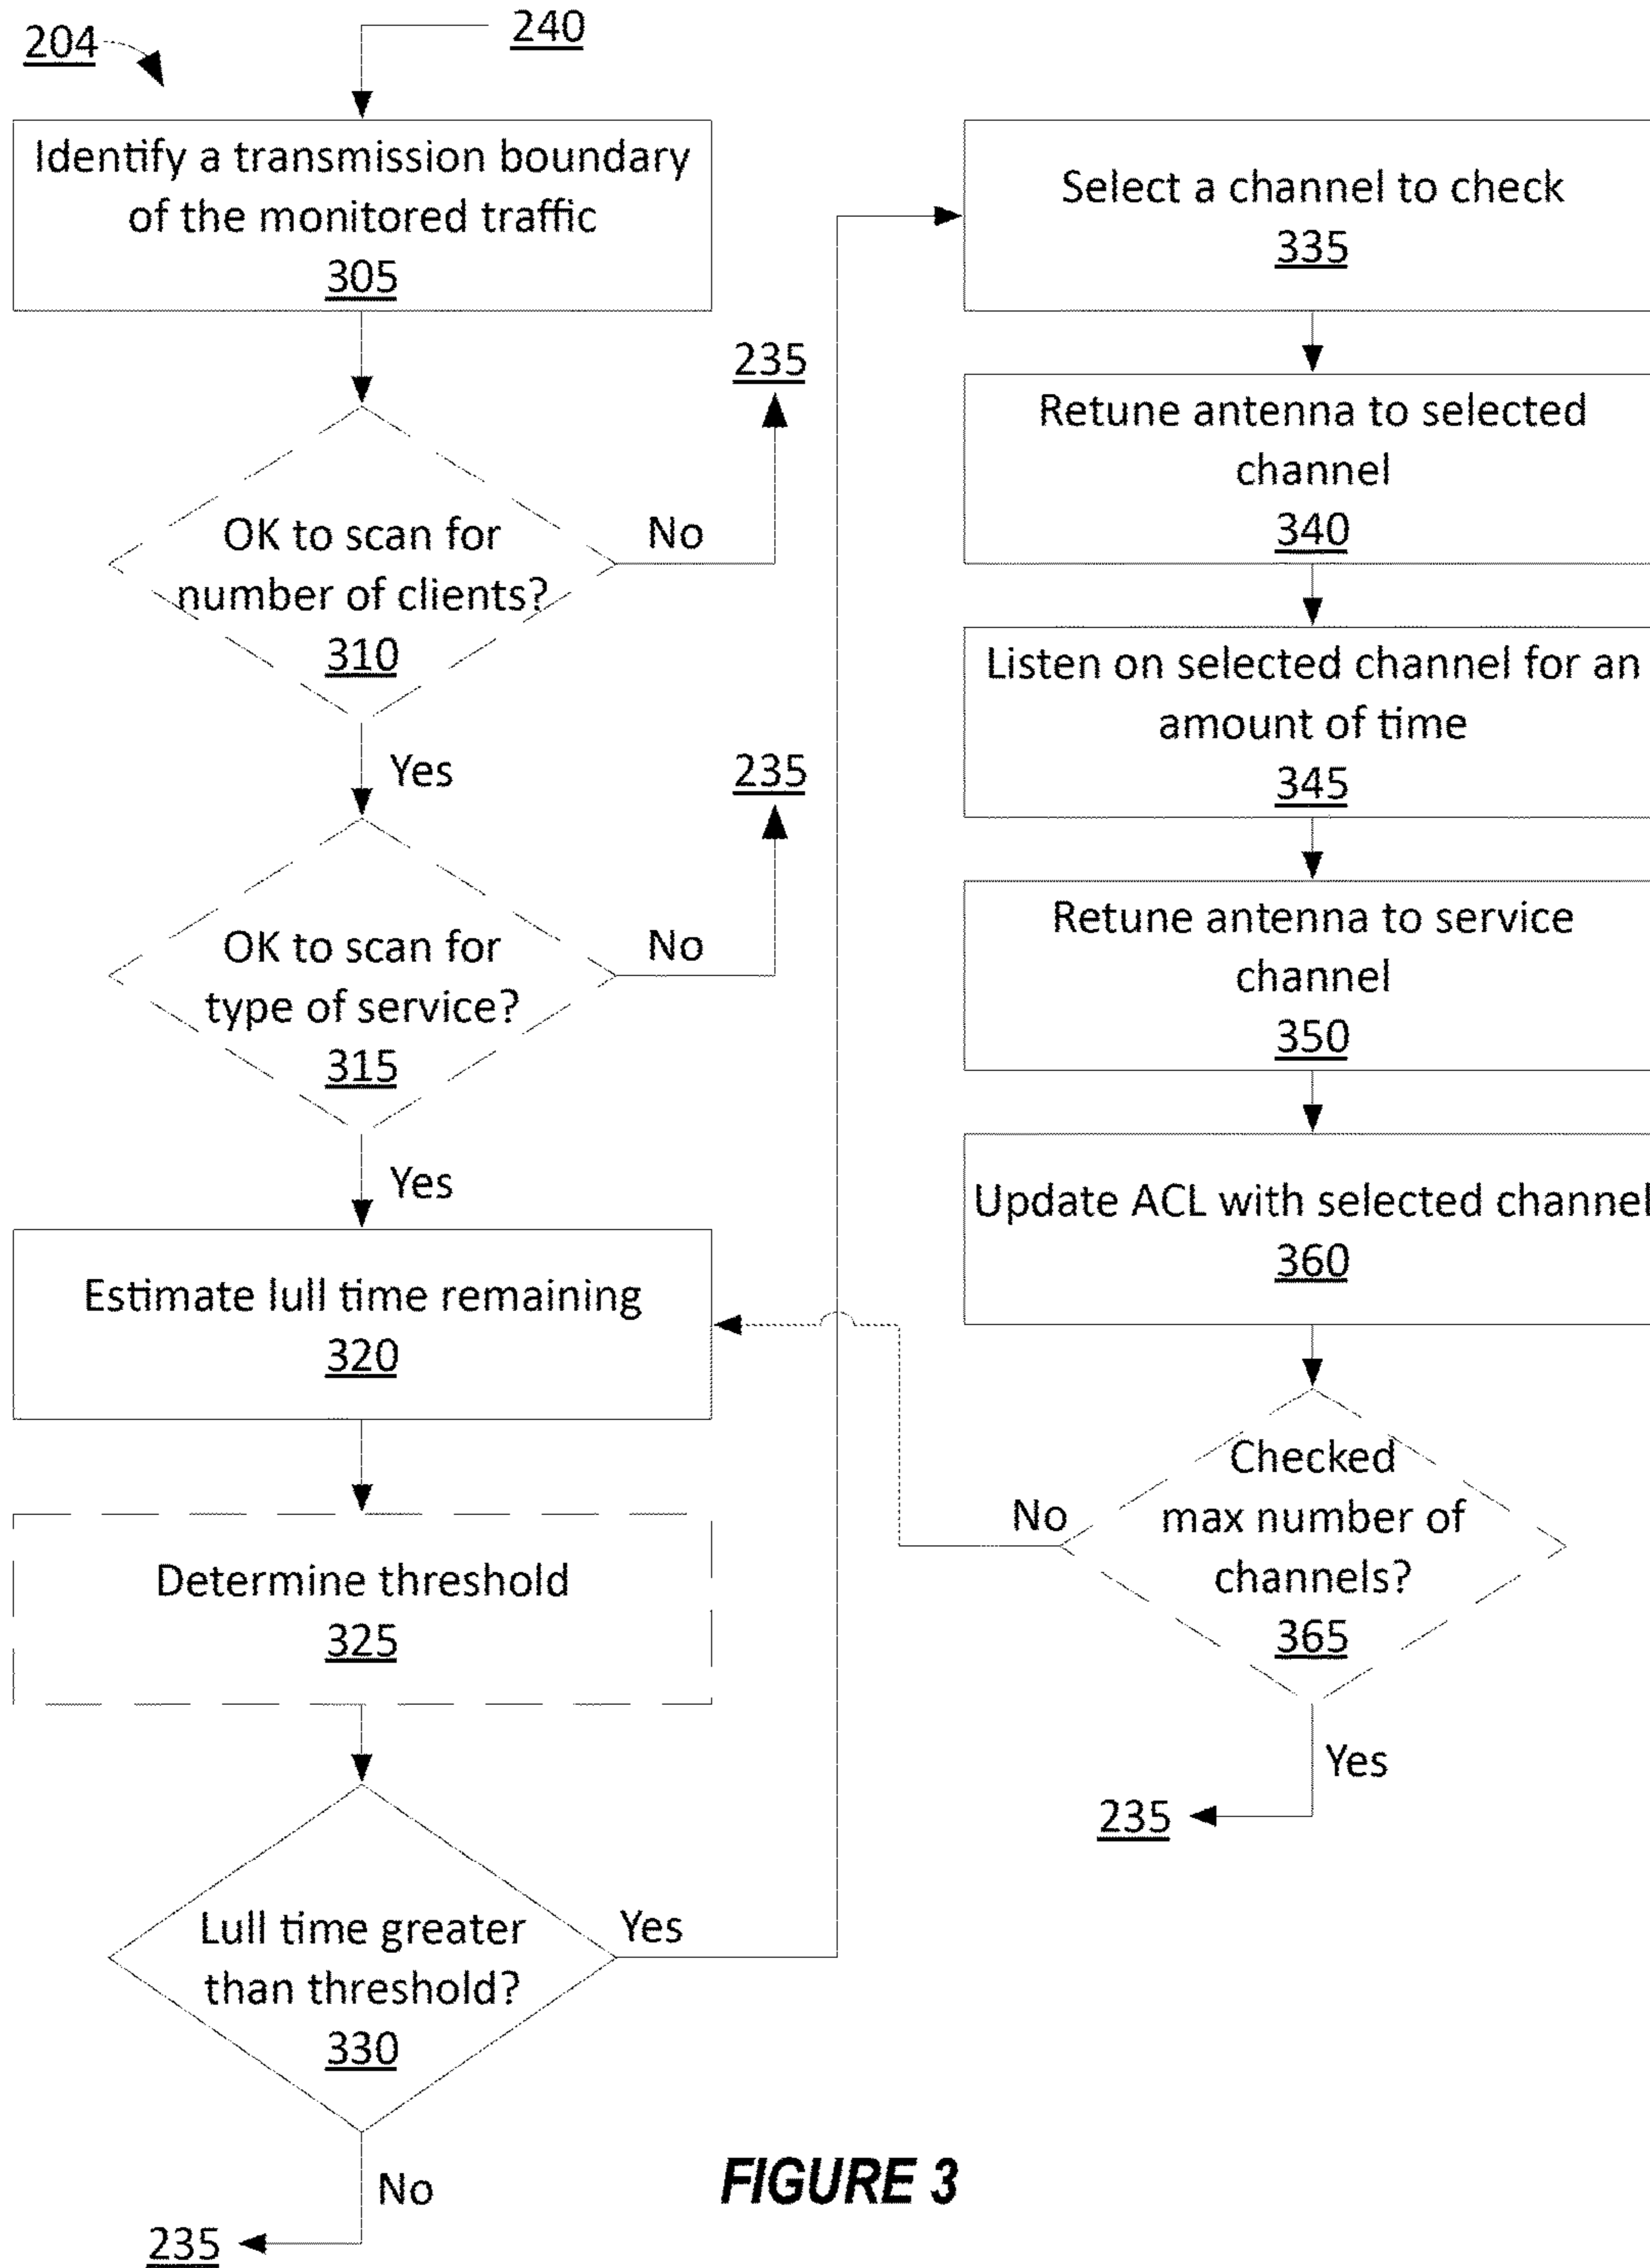 204
240
Identify a transmission boundary
of the monitored traffic
305
235
OK to scan for
number of clients?
310
No
Yes
235
OK to scan for
type of service?
315
No
Yes
Estimate lull time remaining
320
Determine threshold
325
Lull time greater
than threshold?
330
Yes
No
235
Select a channel to check
335
Retune antenna to selected
channel
340
Listen on selected channel for an
amount of time
345
Retune antenna to service
channel
350
Update ACL with selected channel
360
Checked
max number of
channels?
365
No
Yes
235
FIGURE 3